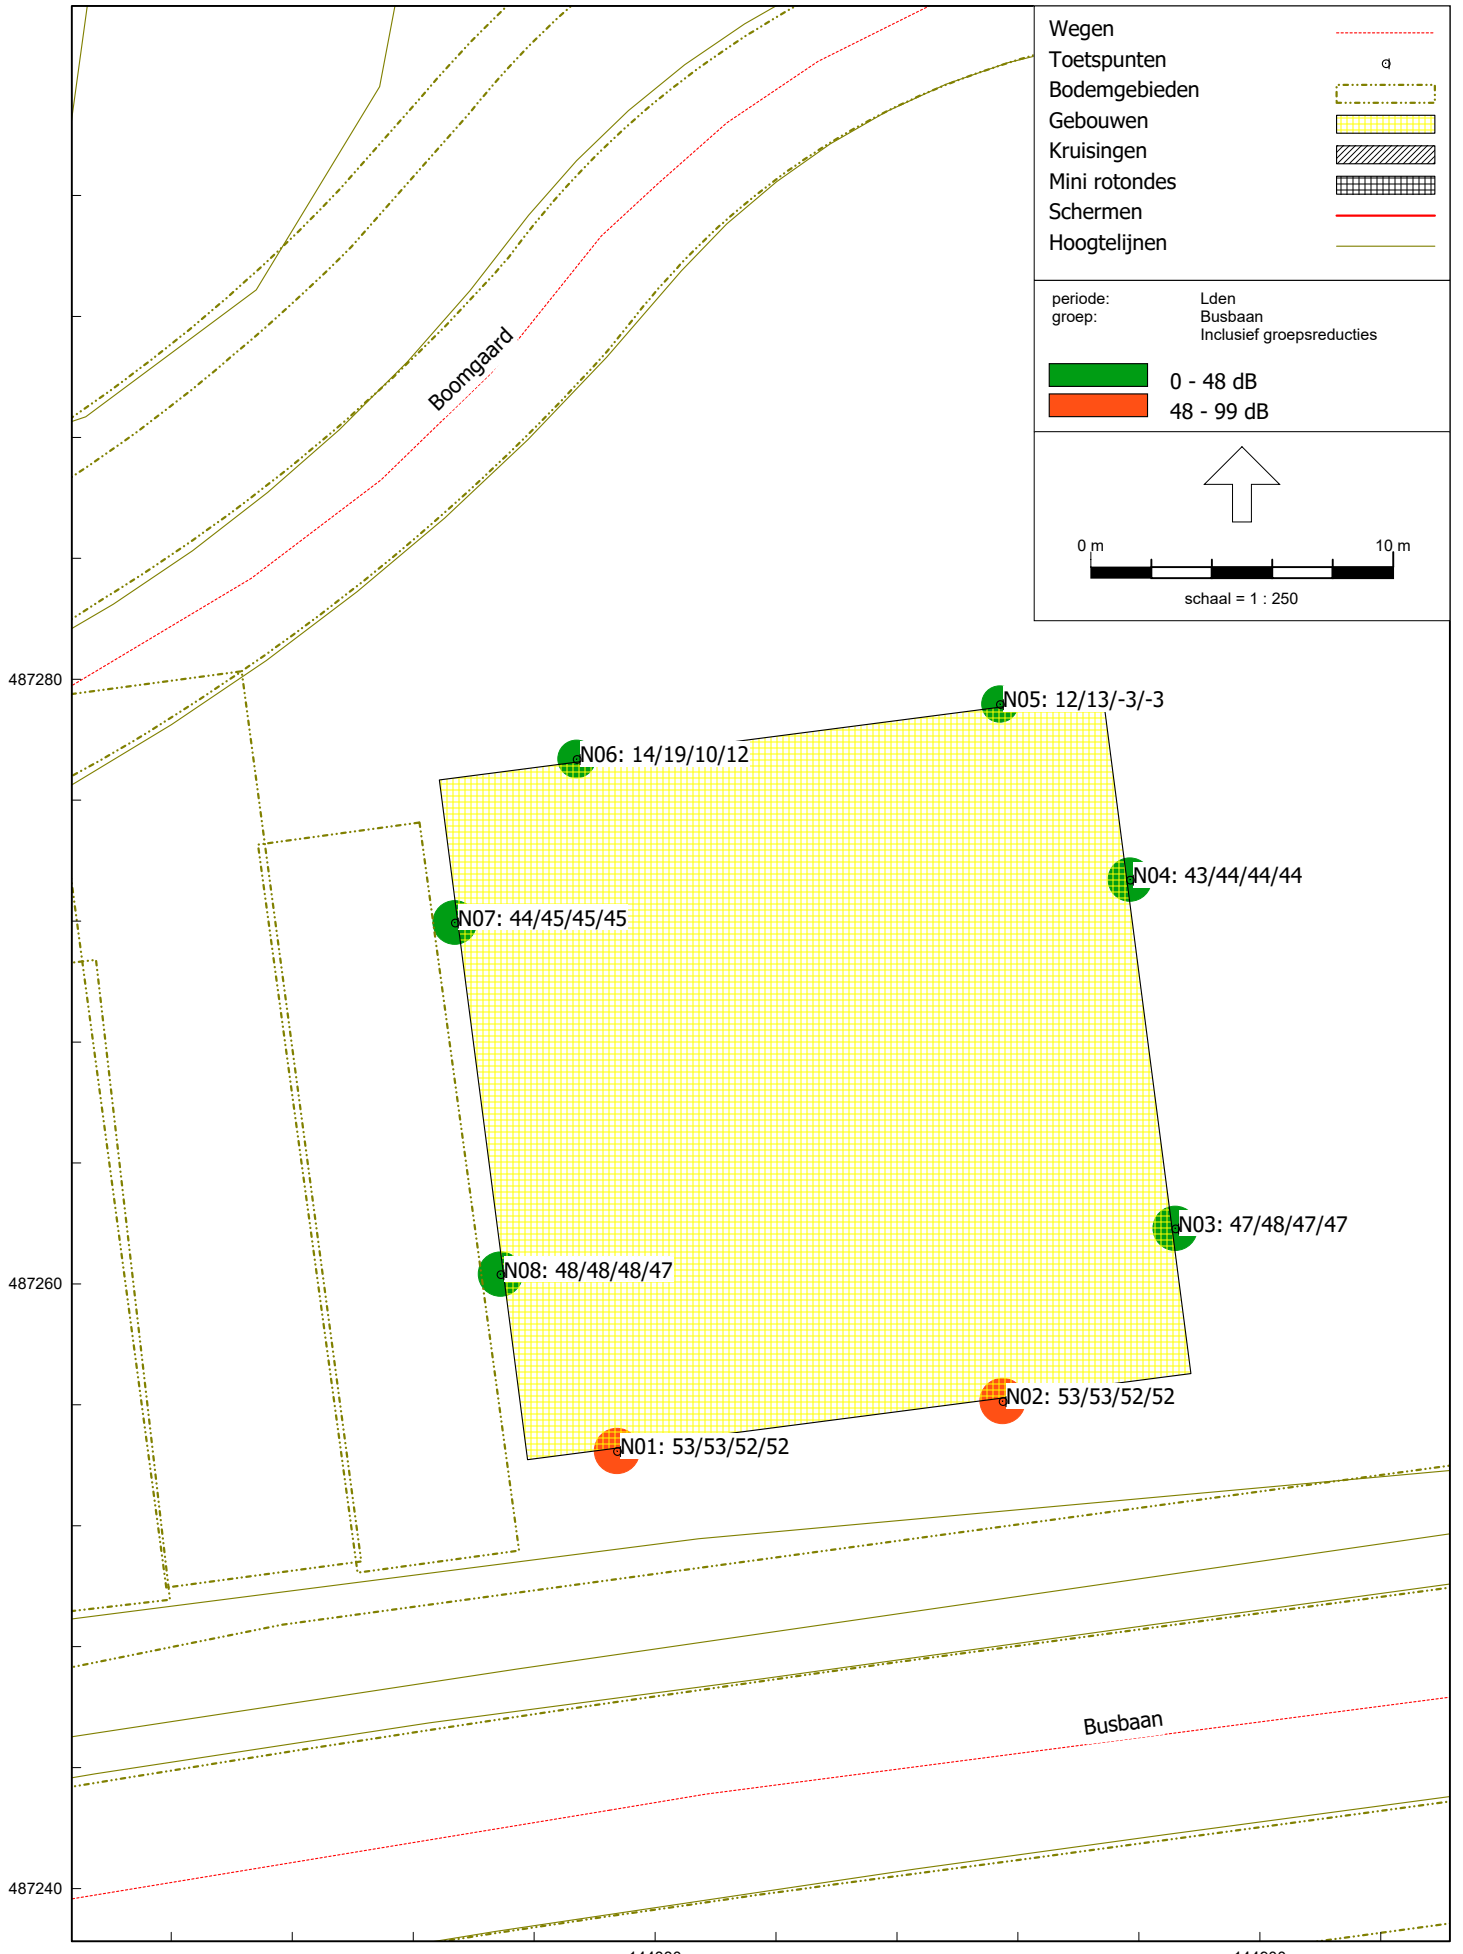 Wegen
Toetspunten
Bodemgebieden
Gebouwen
Kruisingen
Mini rotondes
Schermen
Hoogtelijnen
periode: Lden
groep: Busbaan
Inclusief groepsreducties
0 - 48 dB
48 - 99 dB
0 m 10 m
schaal = 1 : 250
Boomgaard
487280
N05: 12/13/-3/-3
N06: 14/19/10/12
N04: 43/44/44/44
N07: 44/45/45/45
N03: 47/48/47/47
N08: 48/48/48/47
487260
N02: 53/53/52/52
N01: 53/53/52/52
Busbaan
487240